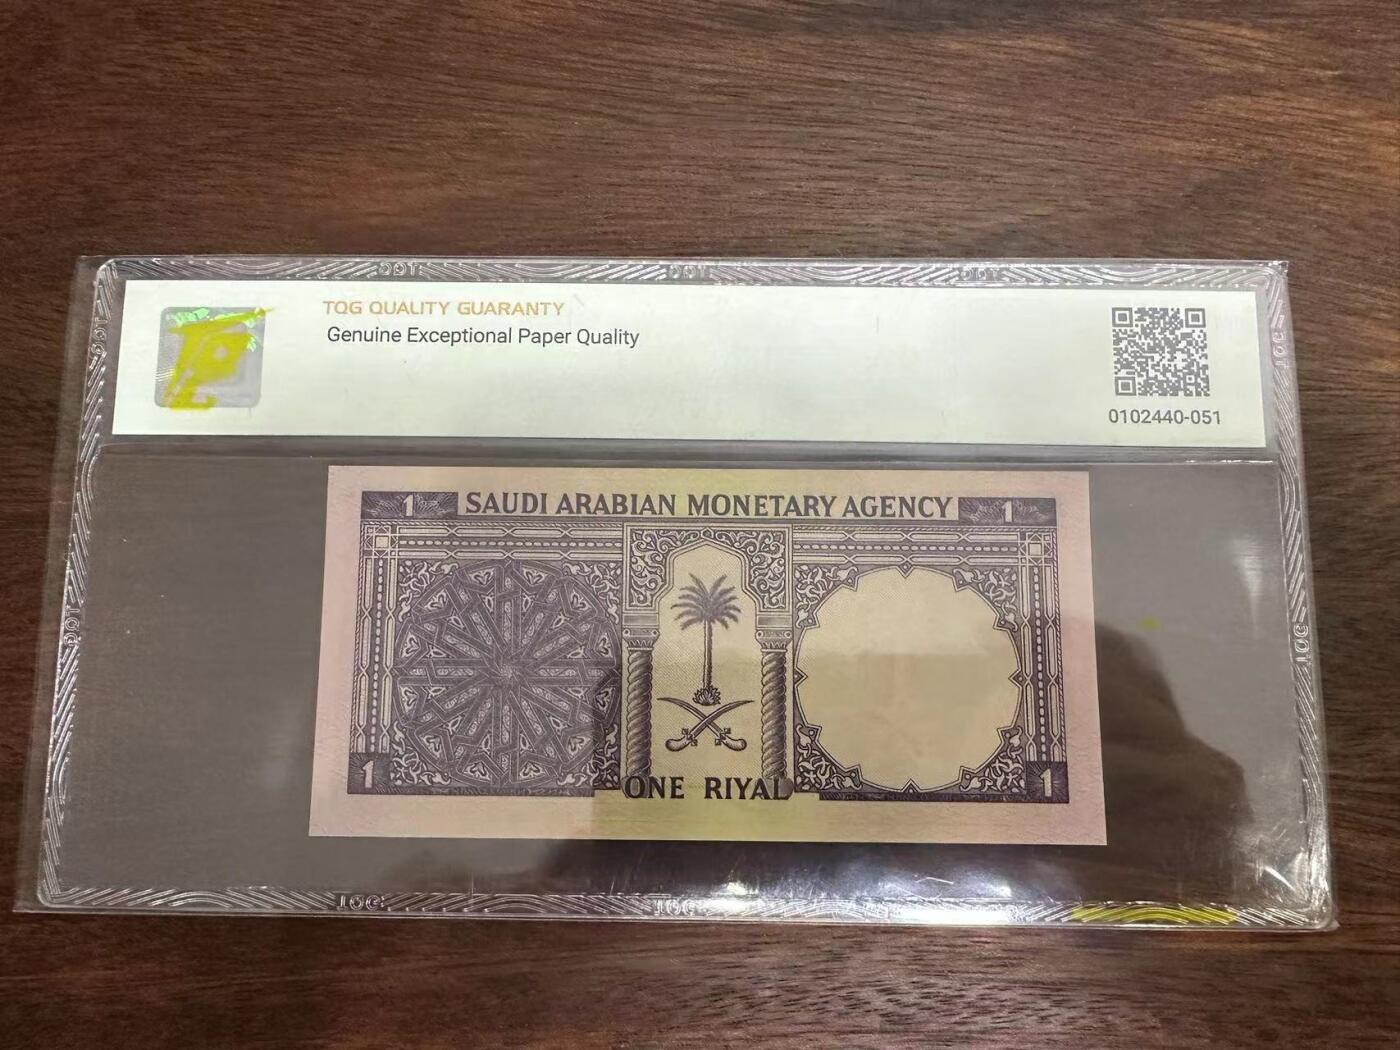 TQG QUALITY GUARANTY
Genuine Exceptional Paper Quality
0102440-051
1 SAUDI ARABIAN MONETARY AGENCY 1
1 ONE RIYAL 1